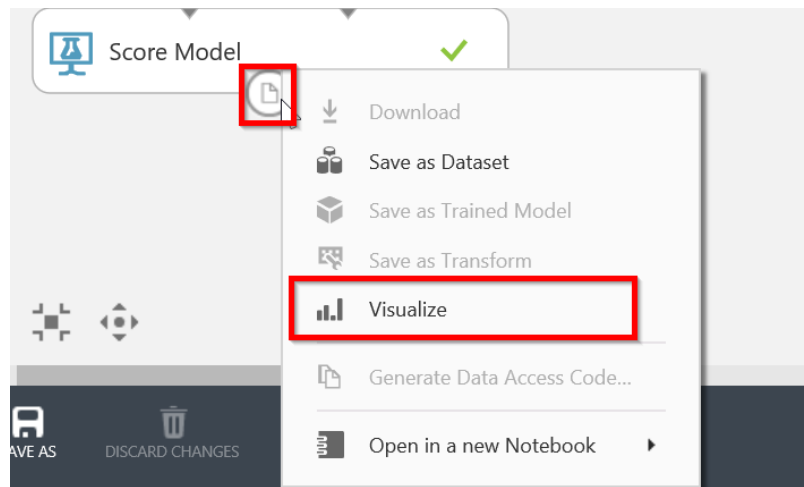 Score Model
Download
Save as Dataset
Save as Trained Model
Save as Transform
Visualize
Generate Data Access Code...
Open in a new Notebook
AVE AS
DISCARD CHANGES